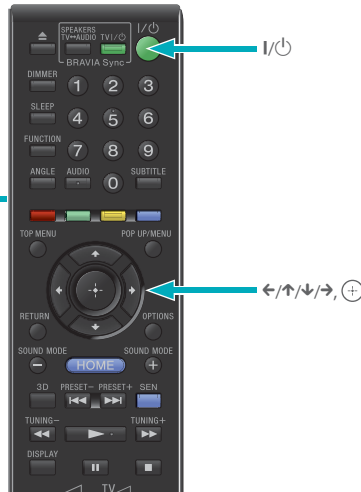 SPEAKERS
TV↔AUDIO TV I/⏻ I/⏻
BRAVIA Sync
I/⏻
DIMMER
1 2 3
SLEEP
4 5 6
FUNCTION
7 8 9
ANGLE AUDIO 0 SUBTITLE
TOP MENU POP UP/MENU
←/↑/↓/→,
RETURN OPTIONS
SOUND MODE SOUND MODE
− HOME +
3D PRESET− PRESET+ SEN
TUNING− TUNING+
DISPLAY
TV